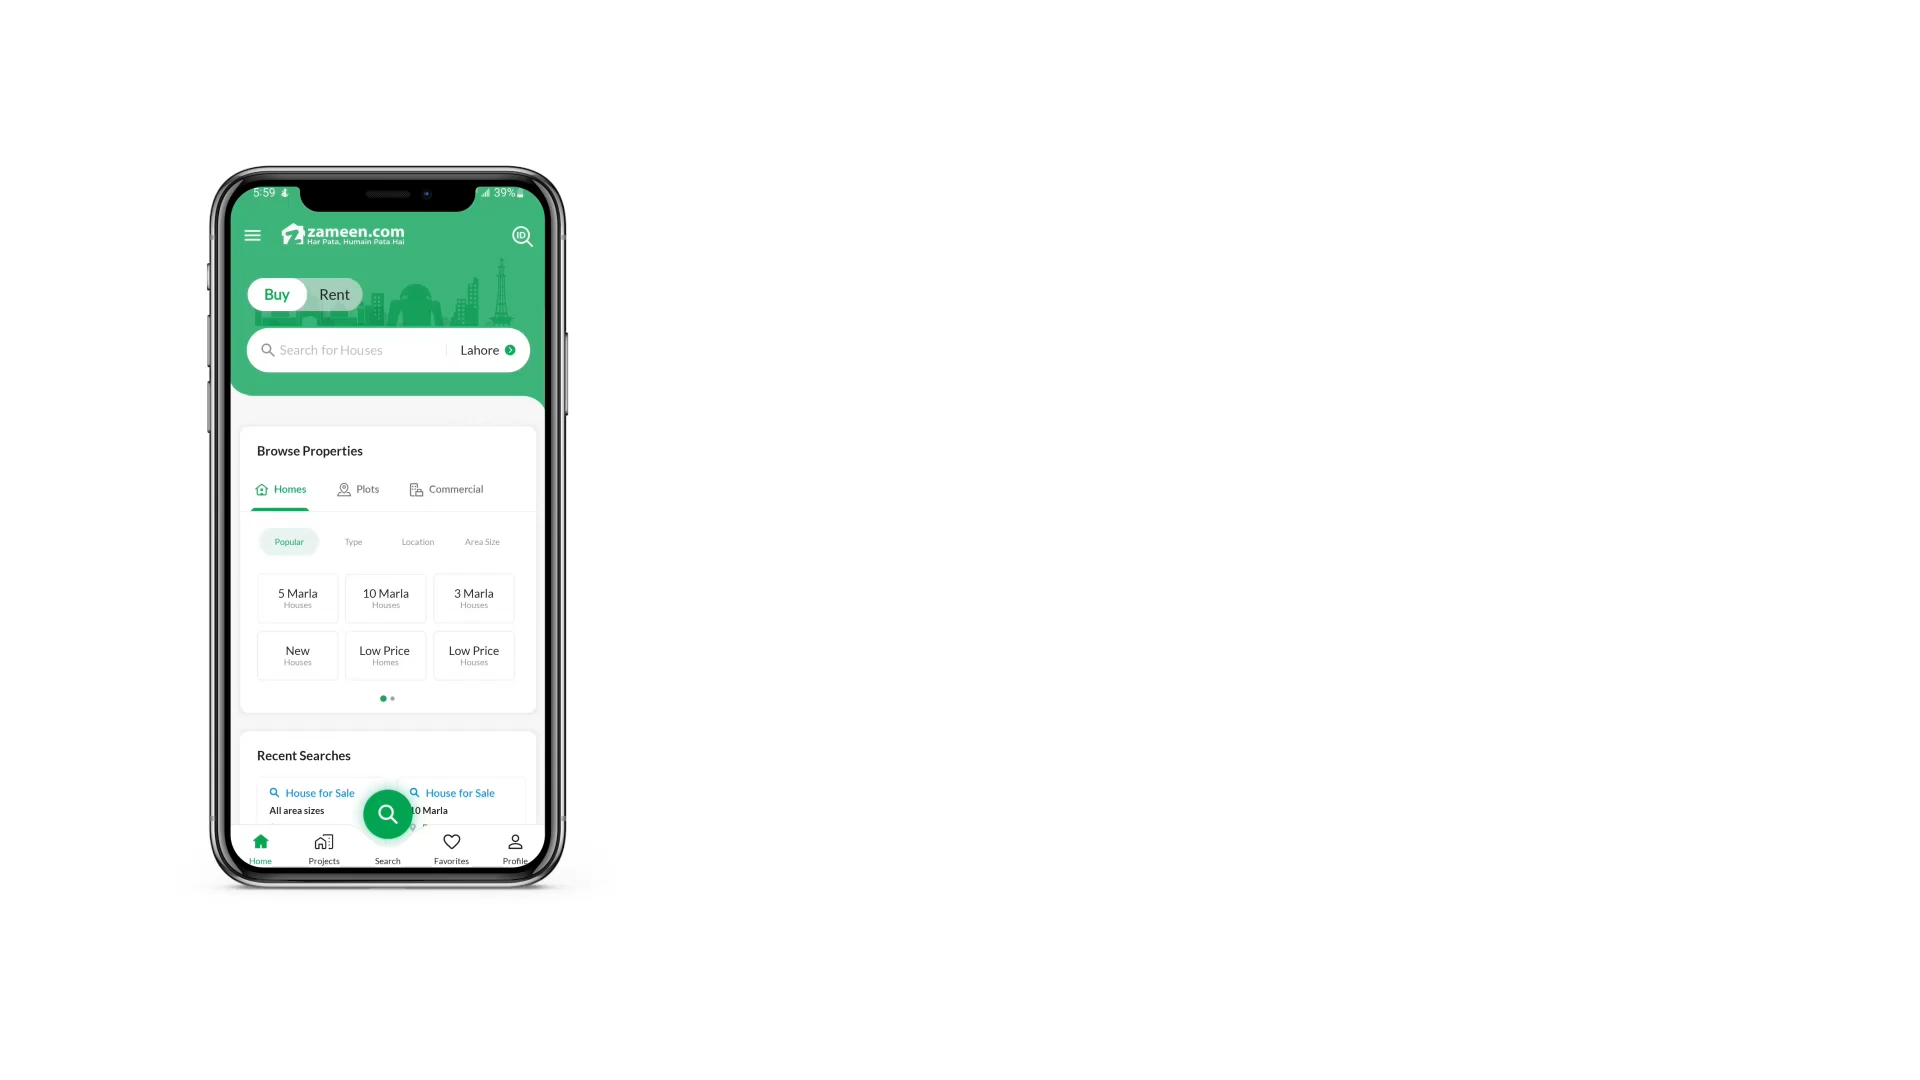 5:59
39%
zameen.com
Har Pata, Humain Pata Hai
ID
Buy Rent
Search for Houses
Lahore
Browse Properties
Homes Plots Commercial
Popular Type Location Area Size
5 Marla 10 Marla 3 Marla
Houses Houses Houses
New Low Price Low Price
Houses Homes Houses
Recent Searches
House for Sale House for Sale
All area sizes 10 Marla
Home Projects Search Favorites Profile